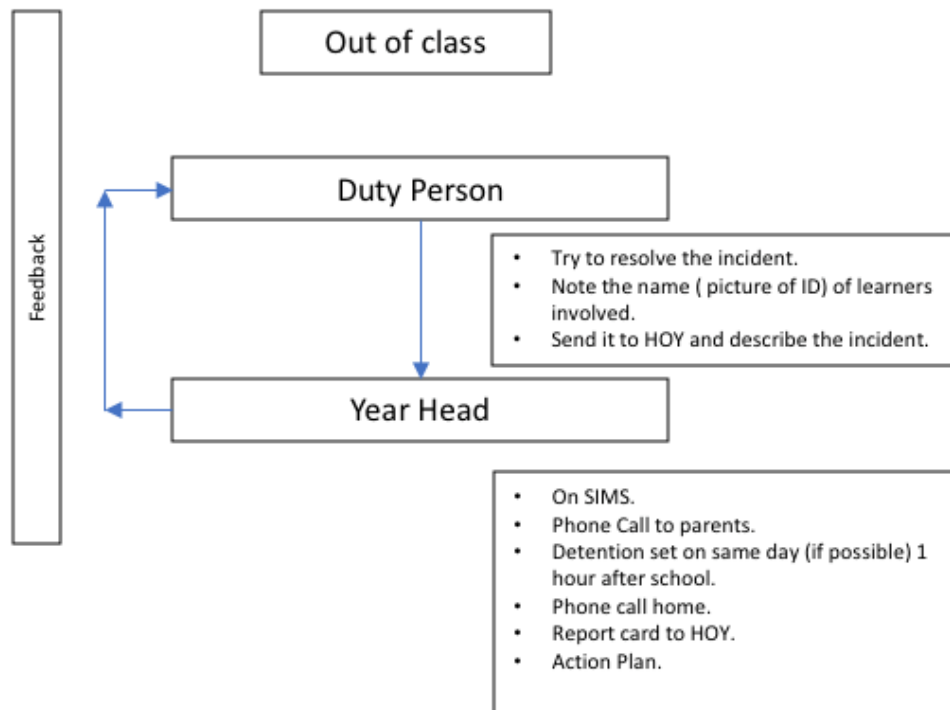 Out of class
Feedback
Duty Person
• Try to resolve the incident.
• Note the name ( picture of ID) of learners
involved.
• Send it to HOY and describe the incident.
Year Head
• On SIMS.
• Phone Call to parents.
• Detention set on same day (if possible) 1
hour after school.
• Phone call home.
• Report card to HOY.
• Action Plan.